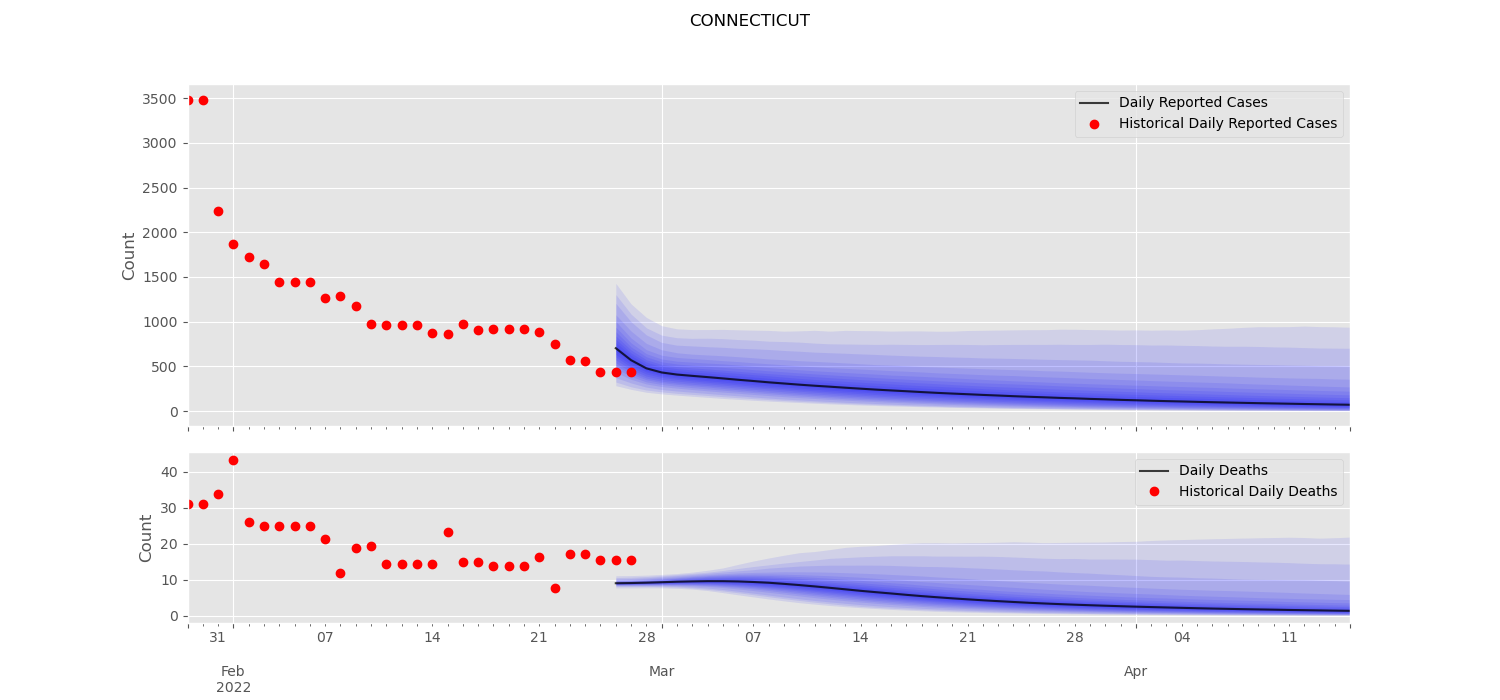 CONNECTICUT
3500
3000
2500
2000
1500
1000
500
0
Count
Daily Reported Cases
Historical Daily Reported Cases
40
30
20
10
0
Count
Daily Deaths
Historical Daily Deaths
31 07 14 21 28 07 14 21 28 04 11
Feb Mar Apr
2022